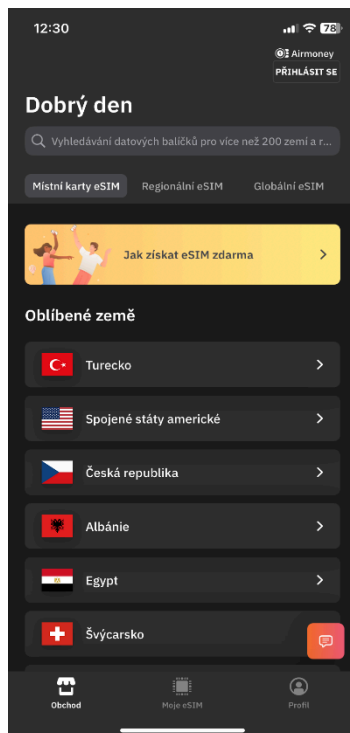 12:30
78
Airmoney
PŘIHLÁSIT SE
Dobrý den
Vyhledávání datových balíčků pro více než 200 zemí a r...
Místní karty eSIM
Regionální eSIM
Globální eSIM
Jak získat eSIM zdarma
Oblíbené země
Turecko
Spojené státy americké
Česká republika
Albánie
Egypt
Švýcarsko
Obchod
Moje eSIM
Profil